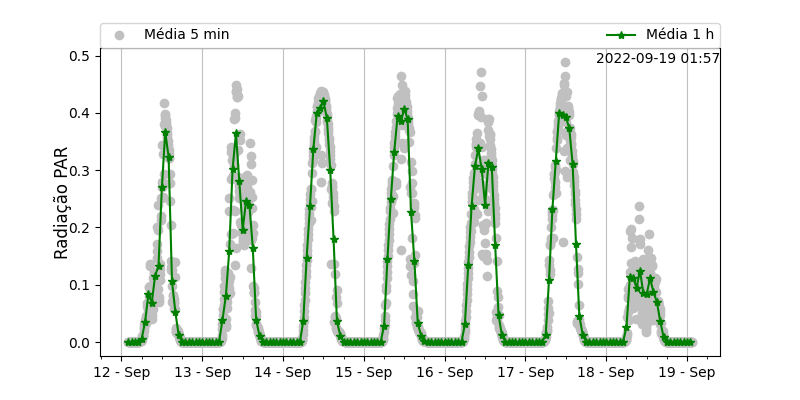 Média 5 min
Média 1 h
2022-09-19 01:57
Radiação PAR
0.5
0.4
0.3
0.2
0.1
0.0
12 - Sep
13 - Sep
14 - Sep
15 - Sep
16 - Sep
17 - Sep
18 - Sep
19 - Sep